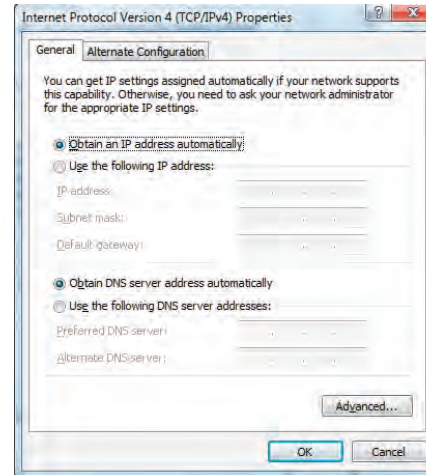 Internet Protocol Version 4 (TCP/IPv4) Properties
General Alternate Configuration
You can get IP settings assigned automatically if your network supports
this capability. Otherwise, you need to ask your network administrator
for the appropriate IP settings.
Obtain an IP address automatically
Use the following IP address:
IP address:
Subnet mask:
Default gateway:
Obtain DNS server address automatically
Use the following DNS server addresses:
Preferred DNS server:
Alternate DNS server:
Advanced...
OK Cancel